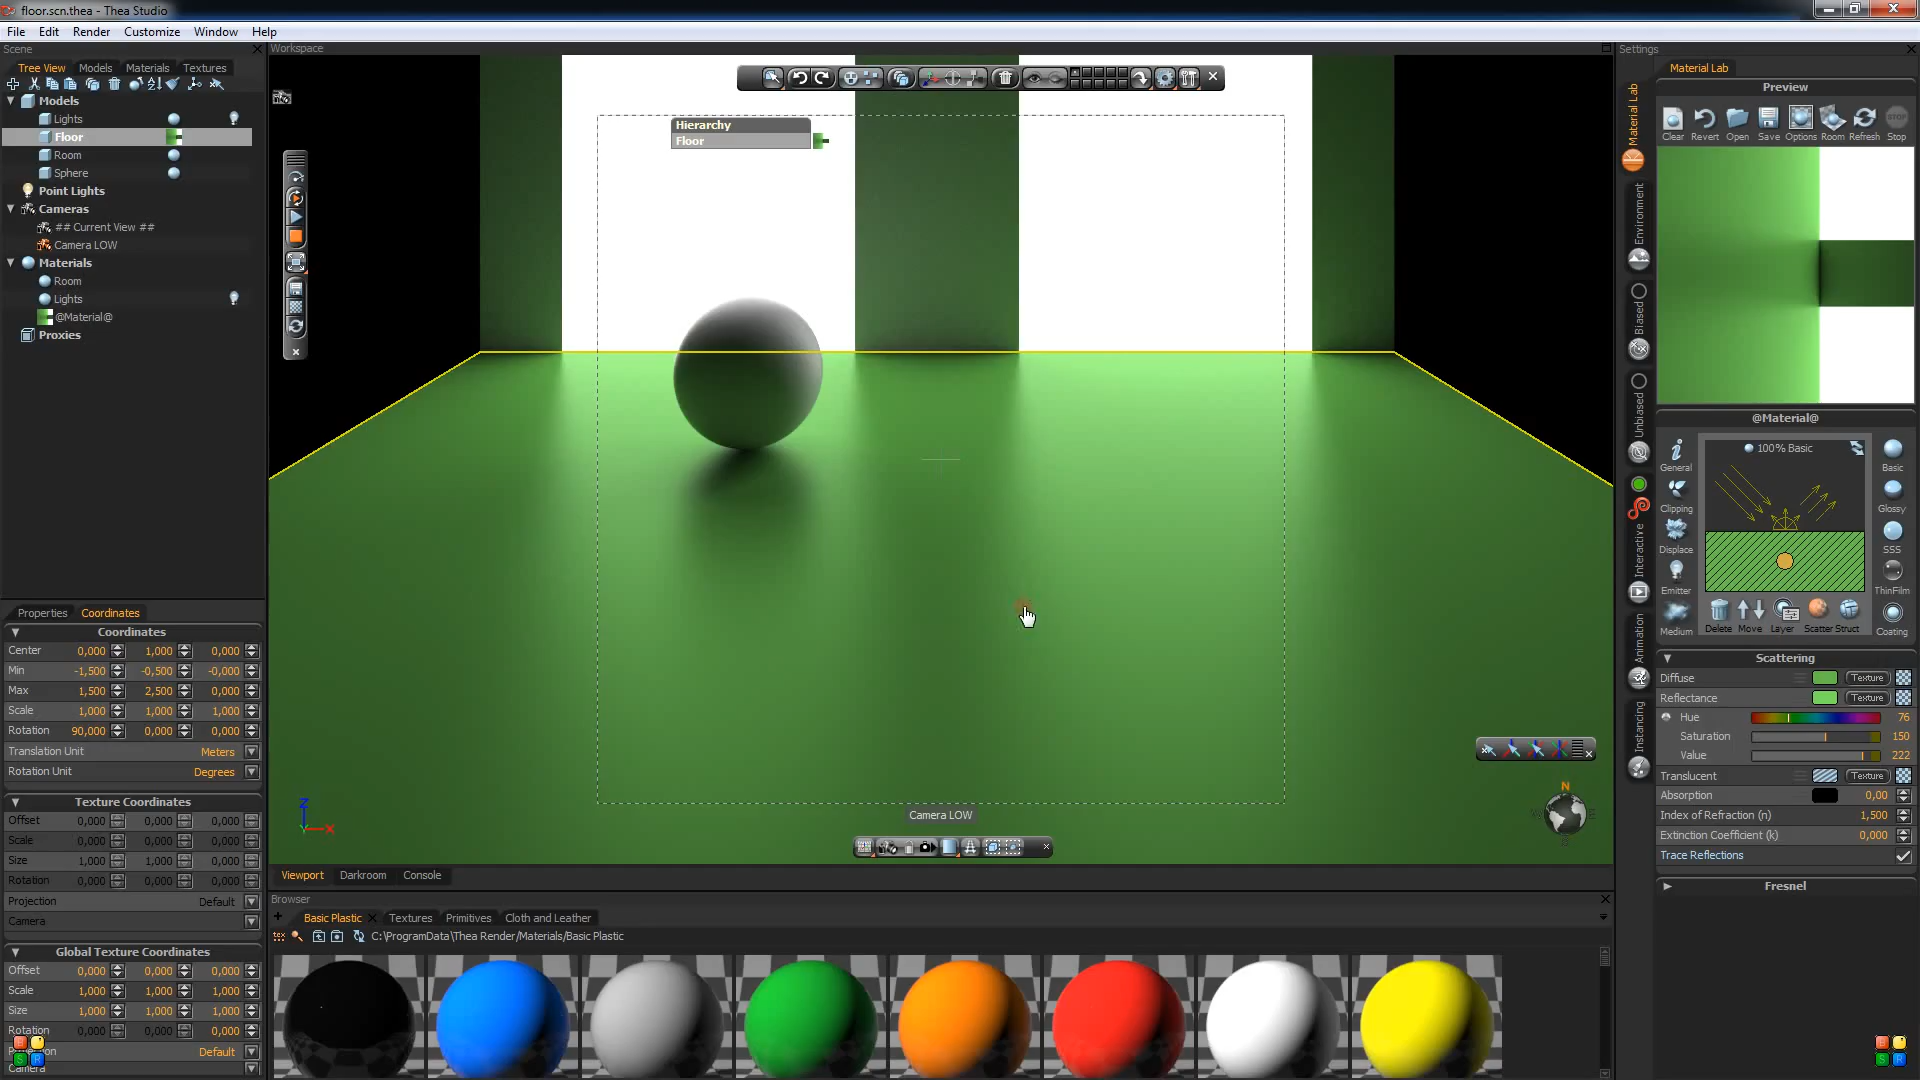 floor.scn.thea - Thea Studio
File Edit Render Customize Window Help
Scene
Tree View Models Materials Textures
Models
Lights
Floor
Room
Sphere
Point Lights
Cameras
## Current View ##
Camera LOW
Materials
Room
Lights
@Material@
Proxies
Properties Coordinates
Coordinates
Center 0,000 1,000 0,000
Min -1,500 -0,500 -0,000
Max 1,500 2,500 0,000
Scale 1,000 1,000 1,000
Rotation 90,000 0,000 0,000
Translation Unit Meters
Rotation Unit Degrees
Texture Coordinates
Offset 0,000 0,000 0,000
Scale 0,000 0,000 0,000
Size 1,000 1,000 0,000
Rotation 0,000 0,000 0,000
Projection Default
Camera
Global Texture Coordinates
Offset 0,000 0,000 0,000
Scale 1,000 1,000 1,000
Size 1,000 1,000 1,000
Rotation 0,000 0,000 0,000
Default
Camera
Workspace
Hierarchy
Floor
Camera LOW
Z
X
N
Viewport Darkroom Console
Browser
Basic Plastic Textures Primitives Cloth and Leather
C:\ProgramData\Thea Render\Materials\Basic Plastic
Settings
Material Lab
Environment
Biased
Unbiased
Interactive
Animation
Instancing
Material Lab
Preview
Clear Revert Open Save Options Room Refresh Stop
@Material@
100% Basic
General
Clipping
Displace
Emitter
Medium
Basic
Glossy
SSS
ThinFilm
Coating
Delete Move Layer Scatter Struct
Scattering
Diffuse Texture
Reflectance Texture
Hue 76
Saturation 150
Value 222
Translucent Texture
Absorption 0,00
Index of Refraction (n) 1,500
Extinction Coefficient (k) 0,000
Trace Reflections
Fresnel